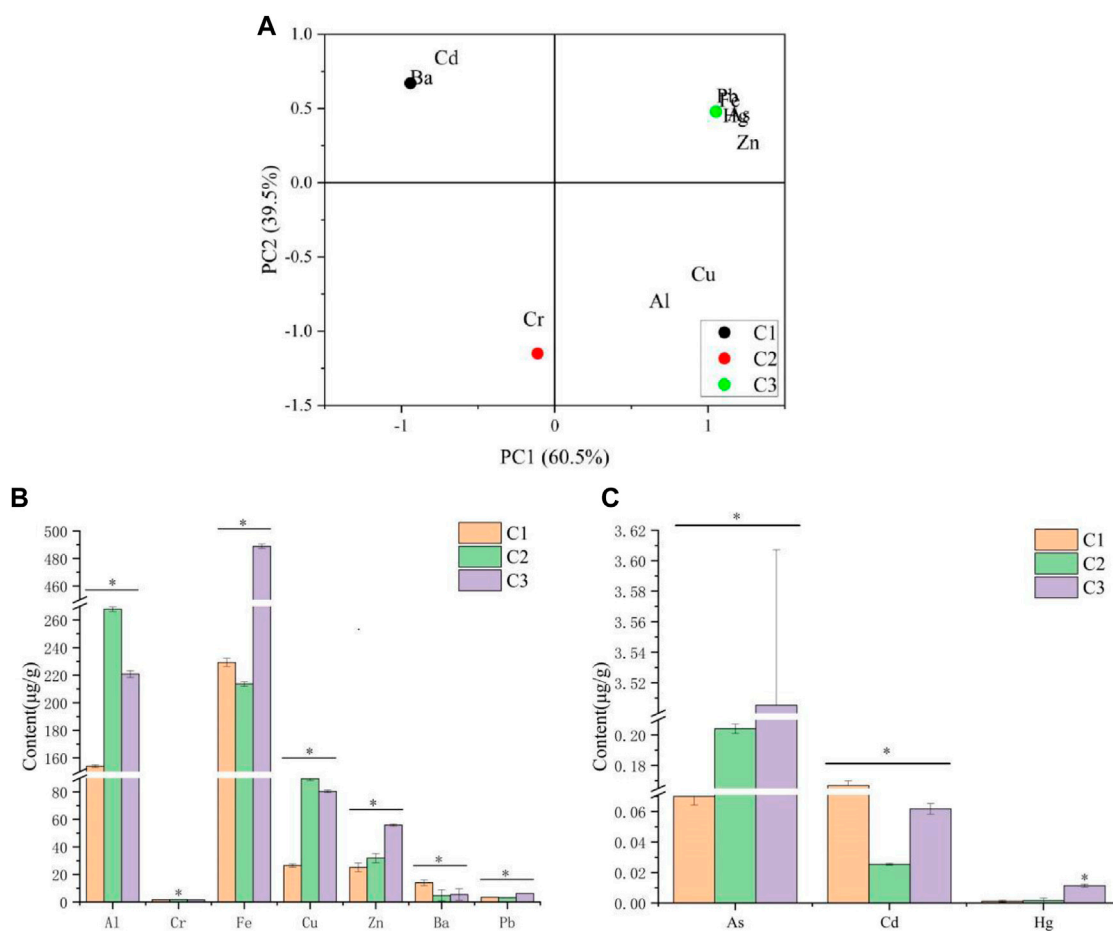 A
1.0
0.5
0.0
-0.5
-1.0
-1.5
PC2 (39.5%)
Cd
Ba
Pb
Fe
As
Hg
Zn
Cu
Al
Cr
C1
C2
C3
-1
0
1
PC1 (60.5%)
B
500
480
460
260
240
220
200
180
160
80
60
40
20
0
Content(μg/g)
*
*
*
*
*
*
*
C1
C2
C3
Al Cr Fe Cu Zn Ba Pb
C
3.62
3.60
3.58
3.56
3.54
3.52
0.20
0.18
0.06
0.04
0.02
0.00
Content(μg/g)
*
*
*
C1
C2
C3
As Cd Hg